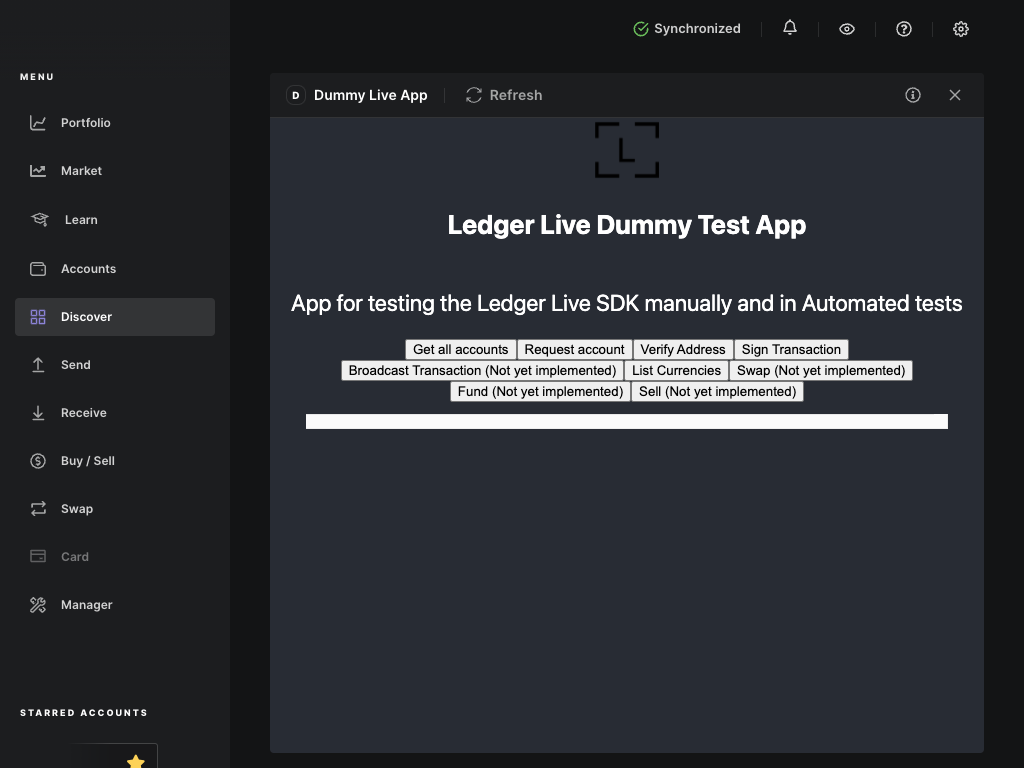 Synchronized
MENU
Portfolio
Market
Learn
Accounts
Discover
Send
Receive
Buy / Sell
Swap
Card
Manager
STARRED ACCOUNTS
D Dummy Live App Refresh
L
Ledger Live Dummy Test App
App for testing the Ledger Live SDK manually and in Automated tests
Get all accounts Request account Verify Address Sign Transaction
Broadcast Transaction (Not yet implemented) List Currencies Swap (Not yet implemented)
Fund (Not yet implemented) Sell (Not yet implemented)